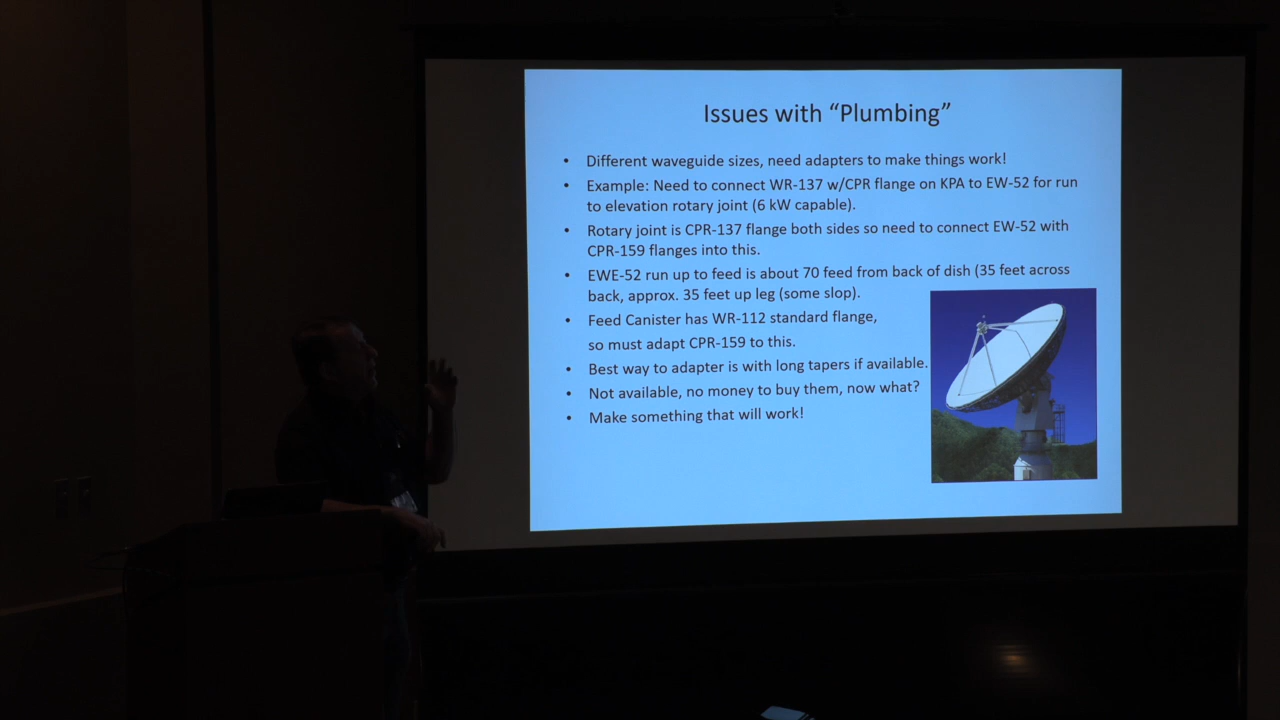 Issues with “Plumbing”
• Different waveguide sizes, need adapters to make things work!
• Example: Need to connect WR-137 w/CPR flange on KPA to EW-52 for run
to elevation rotary joint (6 kW capable).
• Rotary joint is CPR-137 flange both sides so need to connect EW-52 with
CPR-159 flanges into this.
• EWE-52 run up to feed is about 70 feed from back of dish (35 feet across
back, approx. 35 feet up leg (some slop).
• Feed Canister has WR-112 standard flange,
so must adapt CPR-159 to this.
• Best way to adapter is with long tapers if available.
• Not available, no money to buy them, now what?
• Make something that will work!